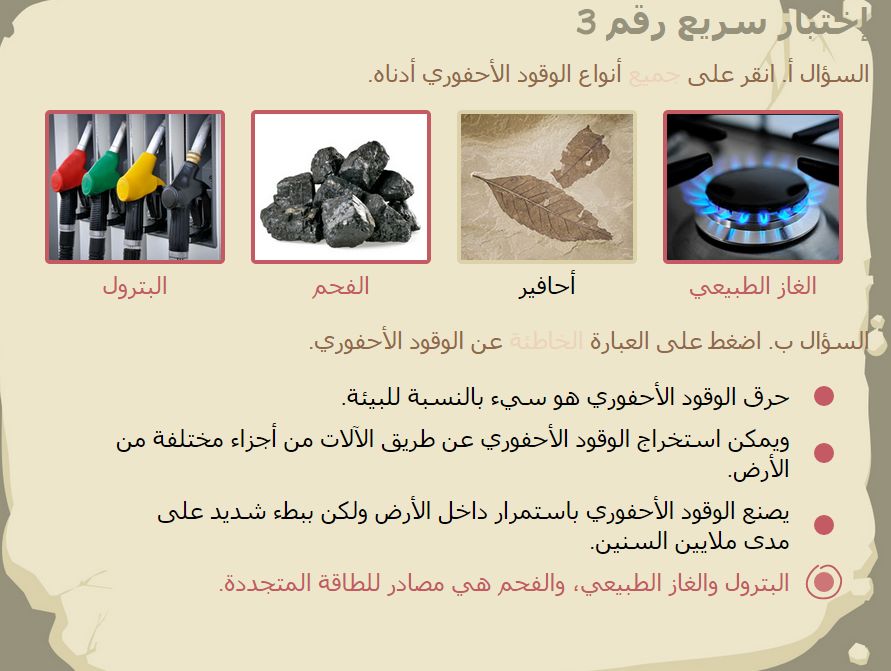 إختبار سريع رقم 3
السؤال أ. انقر على جميع أنواع الوقود الأحفوري أدناه.
الغاز الطبيعي
أحافير
الفحم
البترول
السؤال ب. اضغط على العبارة الخاطئة عن الوقود الأحفوري.
حرق الوقود الأحفوري هو سيء بالنسبة للبيئة.
ويمكن استخراج الوقود الأحفوري عن طريق الآلات من أجزاء مختلفة من
الأرض.
يصنع الوقود الأحفوري باستمرار داخل الأرض ولكن ببطء شديد على
مدى ملايين السنين.
البترول والغاز الطبيعي، والفحم هي مصادر للطاقة المتجددة.